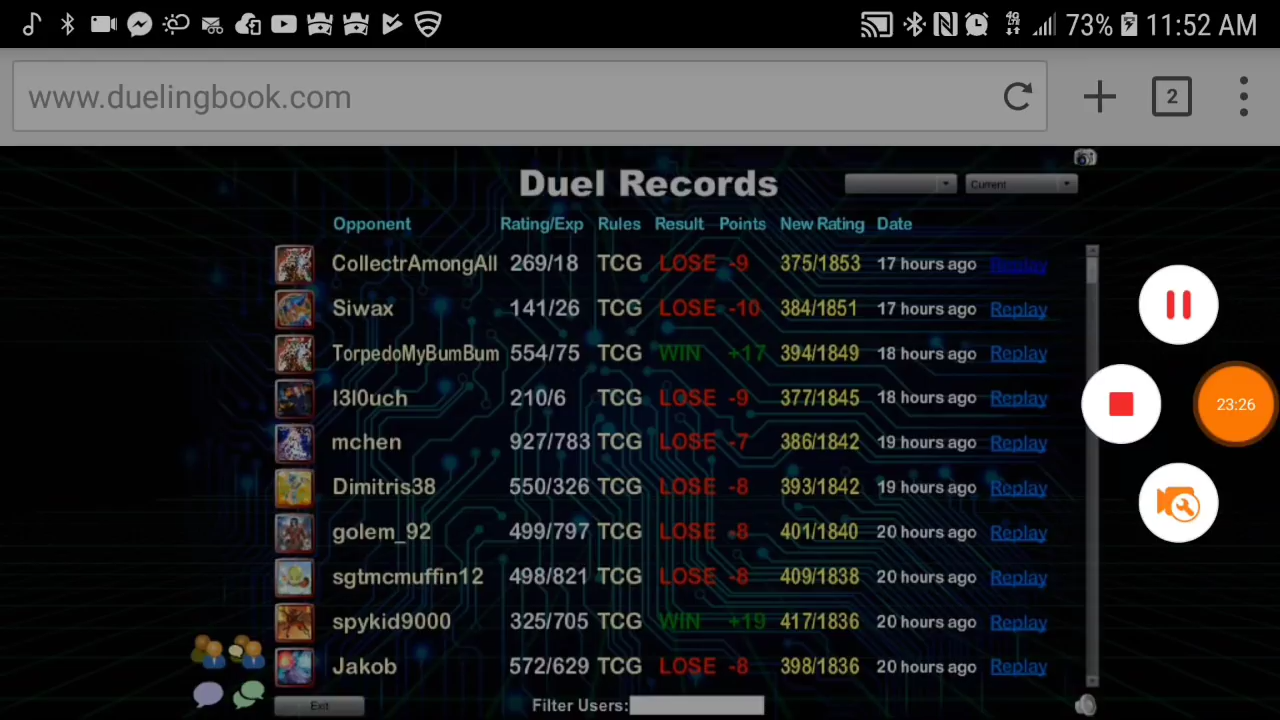 4G 73% 11:52 AM
www.duelingbook.com 2
Duel Records Current
Opponent Rating/Exp Rules Result Points New Rating Date
CollectrAmongAll 269/18 TCG LOSE -9 375/1853 17 hours ago Replay
Siwax 141/26 TCG LOSE -10 384/1851 17 hours ago Replay
TorpedoMyBumBum 554/75 TCG WIN +17 394/1849 18 hours ago Replay
l3l0uch 210/6 TCG LOSE -9 377/1845 18 hours ago Replay
mchen 927/783 TCG LOSE -7 386/1842 19 hours ago Replay
23:26
Dimitris38 550/326 TCG LOSE -8 393/1842 19 hours ago Replay
golem_92 499/797 TCG LOSE -8 401/1840 20 hours ago Replay
sgtmcmuffin12 498/821 TCG LOSE -8 409/1838 20 hours ago Replay
spykid9000 325/705 TCG WIN +19 417/1836 20 hours ago Replay
Jakob 572/629 TCG LOSE -8 398/1836 20 hours ago Replay
Exit Filter Users: